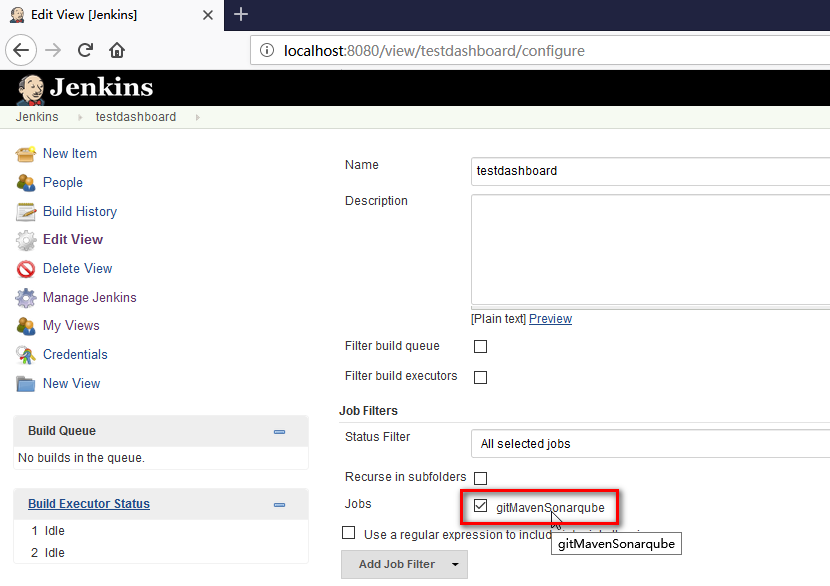 Edit View [Jenkins]
localhost:8080/view/testdashboard/configure
Jenkins
Jenkins
testdashboard
New Item
People
Build History
Edit View
Delete View
Manage Jenkins
My Views
Credentials
New View
Build Queue
No builds in the queue.
Build Executor Status
1 Idle
2 Idle
Name
testdashboard
Description
[Plain text] Preview
Filter build queue
Filter build executors
Job Filters
Status Filter
All selected jobs
Recurse in subfolders
Jobs
gitMavenSonarqube
Use a regular expression to include
gitMavenSonarqube
Add Job Filter